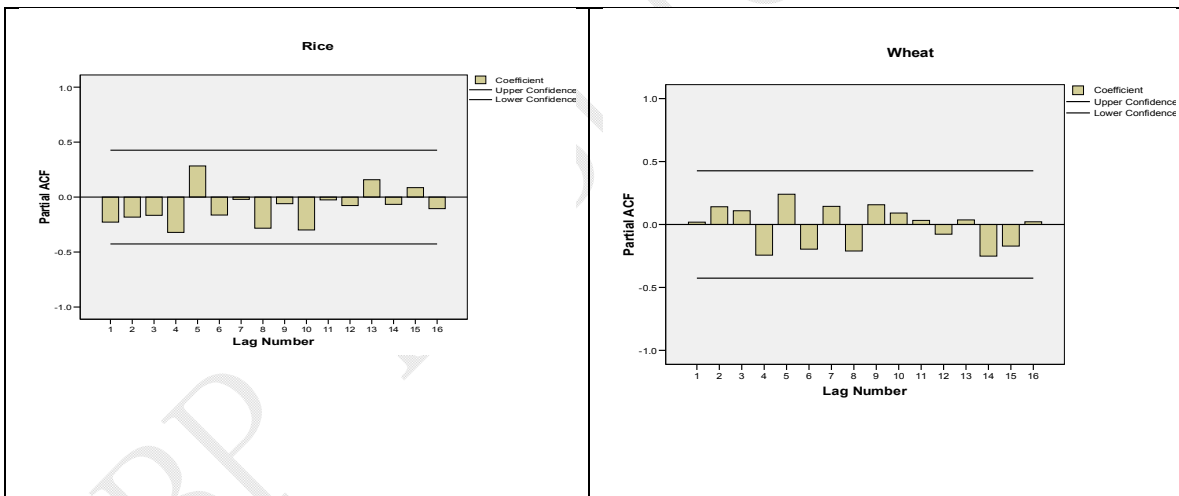 Rice
Coefficient
Upper Confidence
Lower Confidence
1.0
0.5
0.0
-0.5
-1.0
Partial ACF
1 2 3 4 5 6 7 8 9 10 11 12 13 14 15 16
Lag Number
Wheat
Coefficient
Upper Confidence
Lower Confidence
1.0
0.5
0.0
-0.5
-1.0
Partial ACF
1 2 3 4 5 6 7 8 9 10 11 12 13 14 15 16
Lag Number